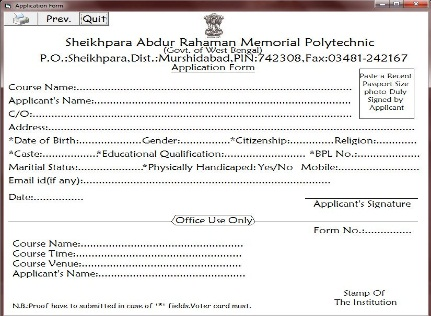 Application Form
Prev. Quit
Sheikhpara Abdur Rahaman Memorial Polytechnic
(Govt. of West Bengal)
P.O.:Sheikhpara,Dist.:Murshidabad,PIN:742308,Fax:03481-242167
Application Form
Paste a Recent
Passport Size
photo Duly
Signed by
Applicant
Course Name:
Applicant's Name:
C/O:
Address:
*Date of Birth: Gender: *Citizenship: Religion:
*Caste: *Educational Qualification: *BPL No.:
Maritial Status: *Physically Handicaped: Yes/No Mobile:
Email id(if any):
Date:
Applicant's Signature
(Office Use Only)
Form No.:
Course Name:
Course Time:
Course Venue:
Applicant's Name:
Stamp Of
The Institution
N.B.:Proof have to submitted in case of '*' fields.Voter card must.